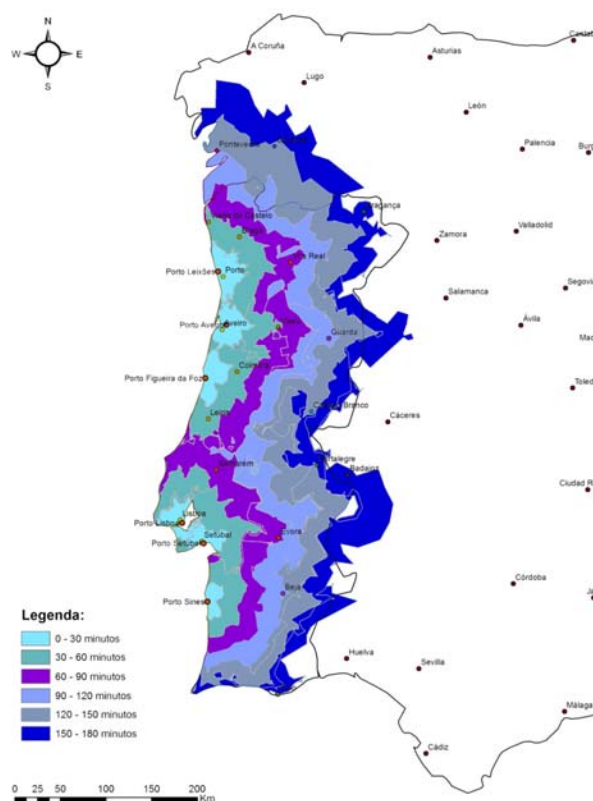 N
W E
S
A Coruña
Asturias
Lugo
León
Palencia
Pontevedra
Bragança
Viana do Castelo
Braga
Zamora
Valladolid
Vila Real
Porto Leixões
Porto
Salamanca
Segovia
Porto Aveiro
Aveiro
Viseu
Guarda
Ávila
Coimbra
Porto Figueira da Foz
Castelo Branco
Cáceres
Leiria
Portalegre
Santarém
Badajoz
Lisboa
Porto Lisboa
Setúbal
Porto Setúbal
Évora
Ciudad R
Beja
Córdoba
Porto Sines
Huelva
Sevilla
Málaga
Cádiz
Legenda:
0 - 30 minutos
30 - 60 minutos
60 - 90 minutos
90 - 120 minutos
120 - 150 minutos
150 - 180 minutos
0 25 50 100 150 200
Km